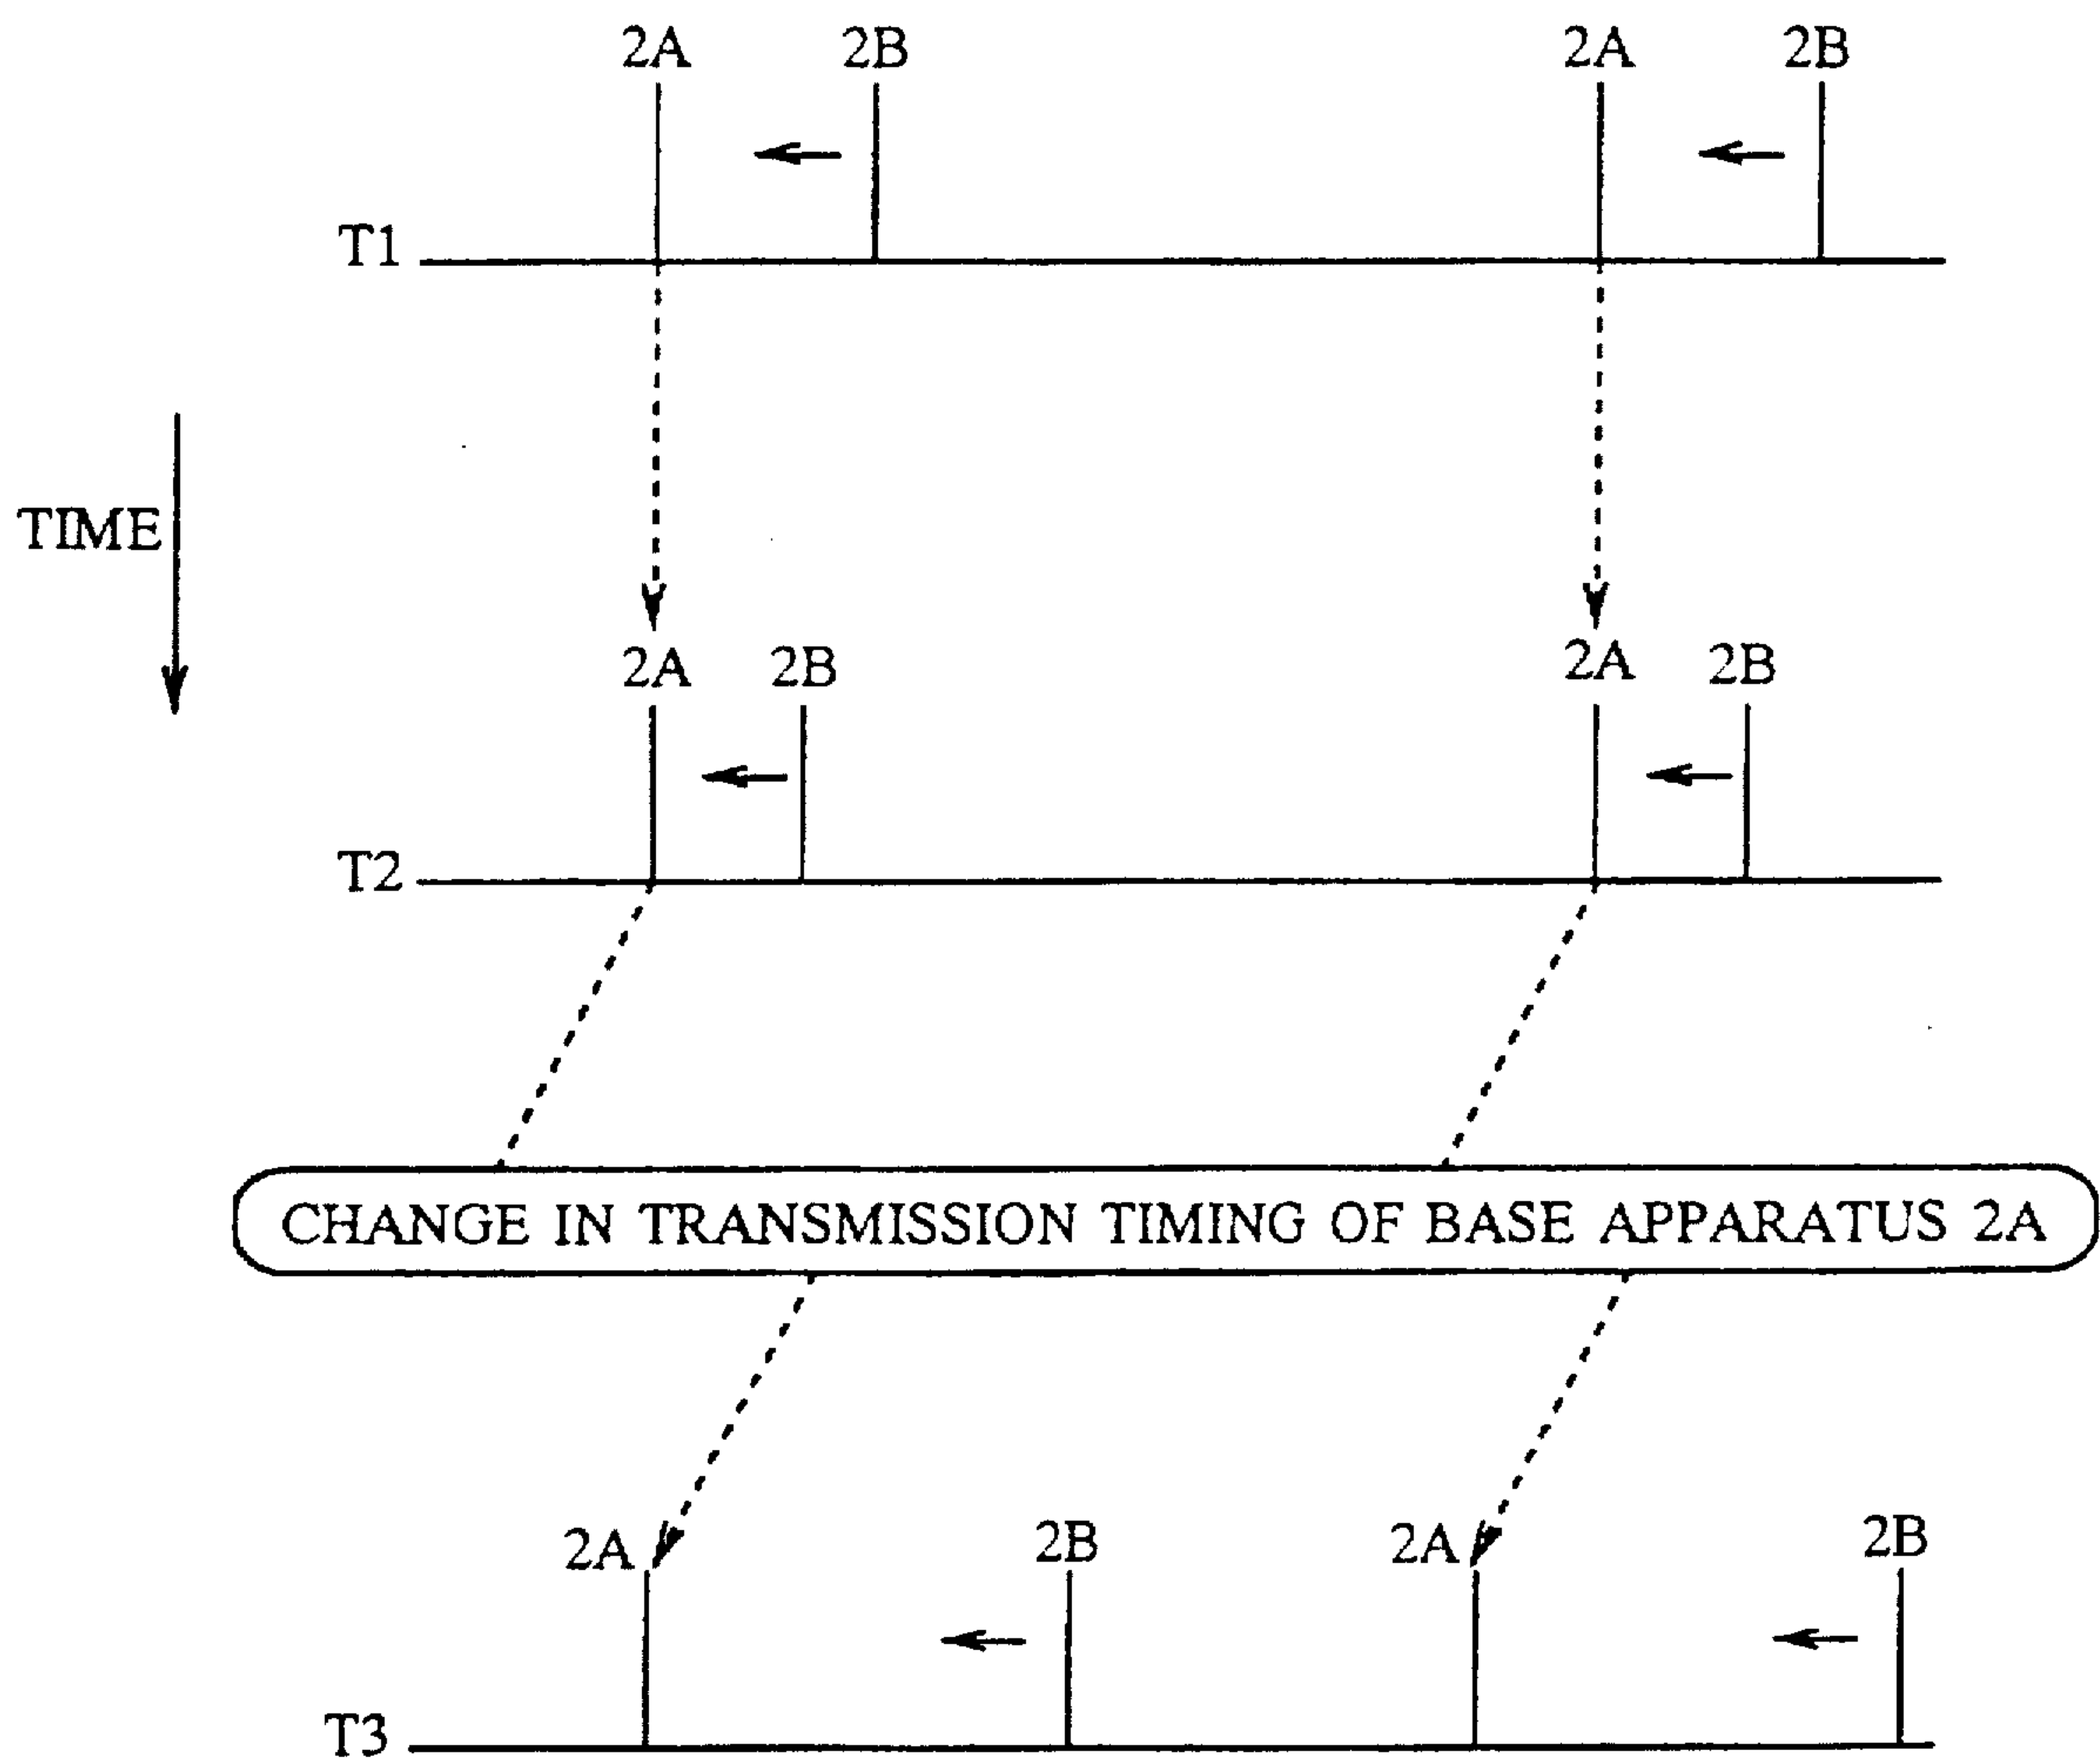 2A 2B 2A 2B
T1
TIME
2A 2B 2A 2B
T2
CHANGE IN TRANSMISSION TIMING OF BASE APPARATUS 2A
2A 2B 2A 2B
T3